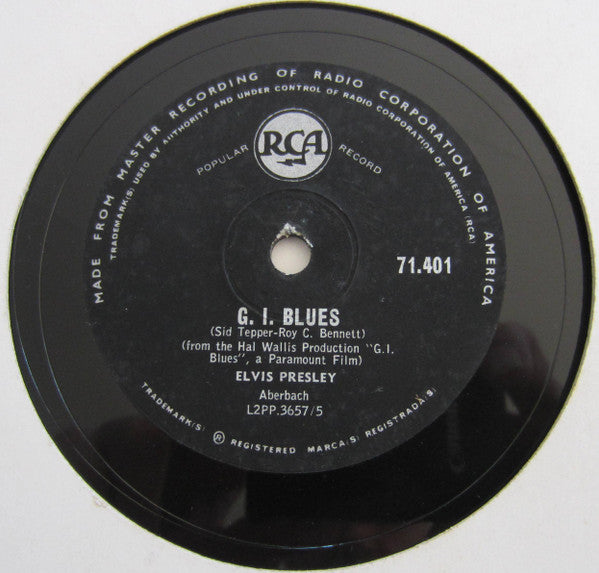 MADE FROM MASTER RECORDING OF RADIO CORPORATION OF AMERICA
TRADEMARK(S) USED BY AUTHORITY AND UNDER CONTROL OF RADIO CORPORATION OF AMERICA (RCA)
RCA
POPULAR RECORD
71.401
G. I. BLUES
(Sid Tepper-Roy C. Bennett)
(from the Hal Wallis Production "G.I.
Blues", a Paramount Film)
ELVIS PRESLEY
Aberbach
L2PP.3657/5
TRADEMARK(S) ® REGISTERED MARCA(S) REGISTRADA(S)